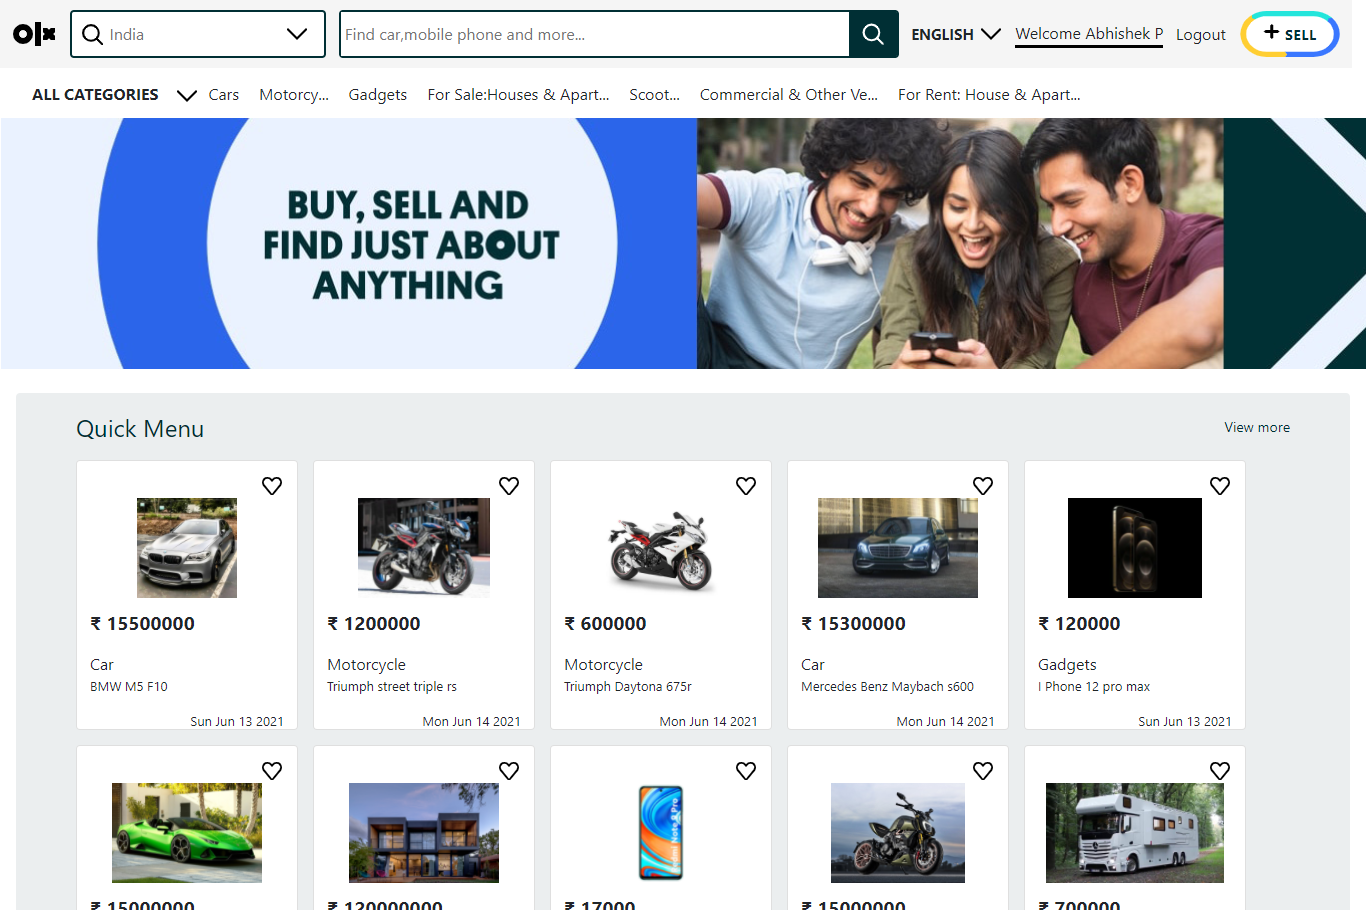 olx India Find car,mobile phone and more... ENGLISH Welcome Abhishek P Logout + SELL
ALL CATEGORIES Cars Motorcy... Gadgets For Sale:Houses & Apart... Scoot... Commercial & Other Ve... For Rent: House & Apart...
BUY, SELL AND
FIND JUST ABOUT
ANYTHING
Quick Menu View more
₹ 15500000 ₹ 1200000 ₹ 600000 ₹ 15300000 ₹ 120000
Car Motorcycle Motorcycle Car Gadgets
BMW M5 F10 Triumph street triple rs Triumph Daytona 675r Mercedes Benz Maybach s600 I Phone 12 pro max
Sun Jun 13 2021 Mon Jun 14 2021 Mon Jun 14 2021 Mon Jun 14 2021 Sun Jun 13 2021
₹ 15000000 ₹ 120000000 ₹ 17000 ₹ 15000000 ₹ 700000